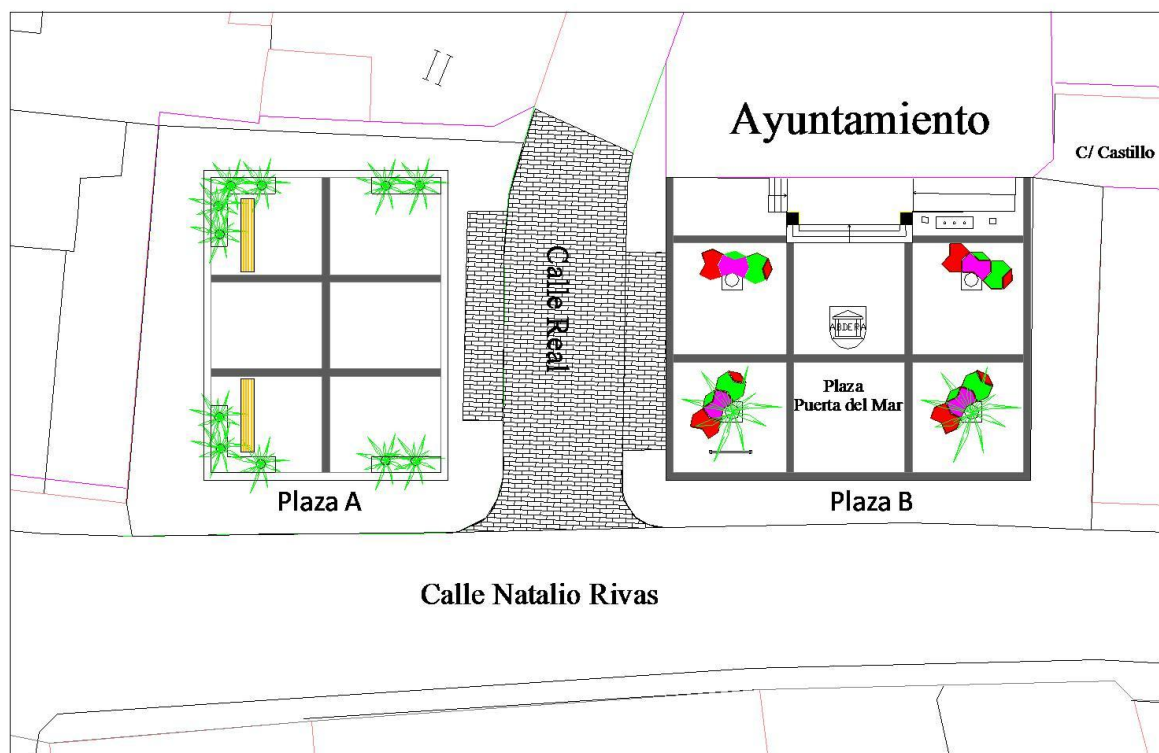 Ayuntamiento
C/ Castillo
Calle Real
ABDERA
Plaza
Puerta del Mar
Plaza A
Plaza B
Calle Natalio Rivas